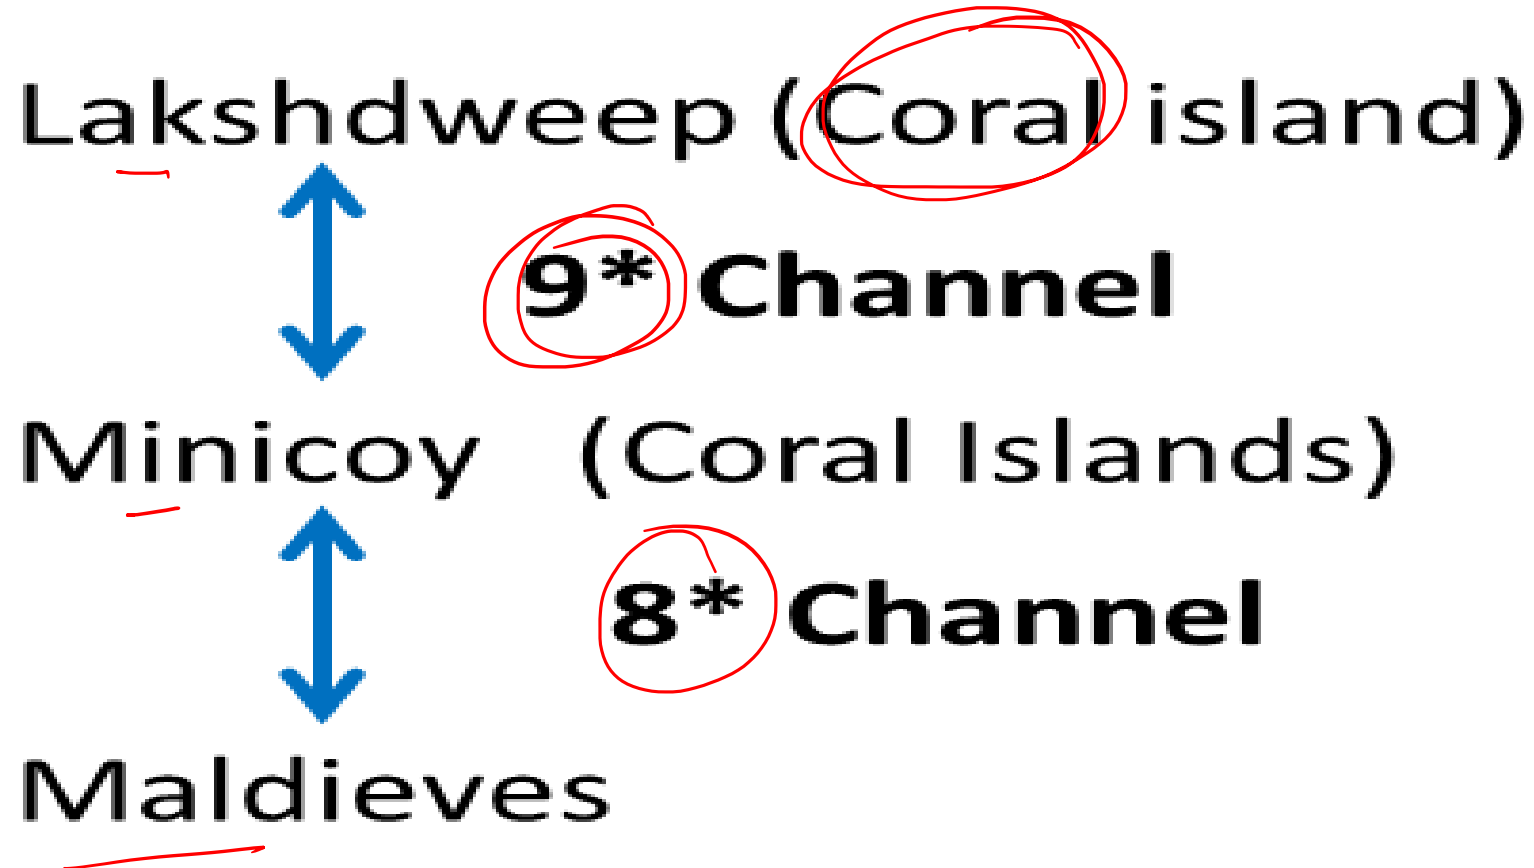 Lakshdweep (Coral island)
9* Channel
Minicoy (Coral Islands)
8* Channel
Maldieves